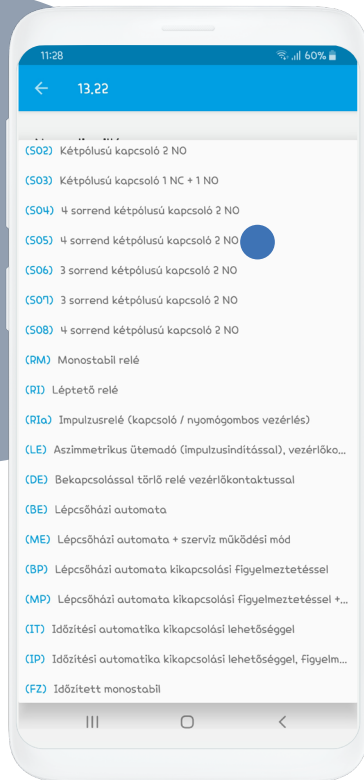 11:28 60%
13.22
(S02) Kétpólusú kapcsoló 2 NO
(S03) Kétpólusú kapcsoló 1 NC + 1 NO
(S04) 4 sorrend kétpólusú kapcsoló 2 NO
(S05) 4 sorrend kétpólusú kapcsoló 2 NO
(S06) 3 sorrend kétpólusú kapcsoló 2 NO
(S07) 3 sorrend kétpólusú kapcsoló 2 NO
(S08) 4 sorrend kétpólusú kapcsoló 2 NO
(RM) Monostabil relé
(RI) Léptető relé
(RIa) Impulzusrelé (kapcsoló / nyomógombos vezérlés)
(LE) Aszimmetrikus ütemadó (impulzusindítással), vezérlőko...
(DE) Bekapcsolással törlő relé vezérlőkontaktussal
(BE) Lépcsőházi automata
(ME) Lépcsőházi automata + szerviz működési mód
(BP) Lépcsőházi automata kikapcsolási figyelmeztetéssel
(MP) Lépcsőházi automata kikapcsolási figyelmeztetéssel +...
(IT) Időzítési automatika kikapcsolási lehetőséggel
(IP) Időzítési automatika kikapcsolási lehetőséggel, figyelm...
(FZ) Időzített monostabil